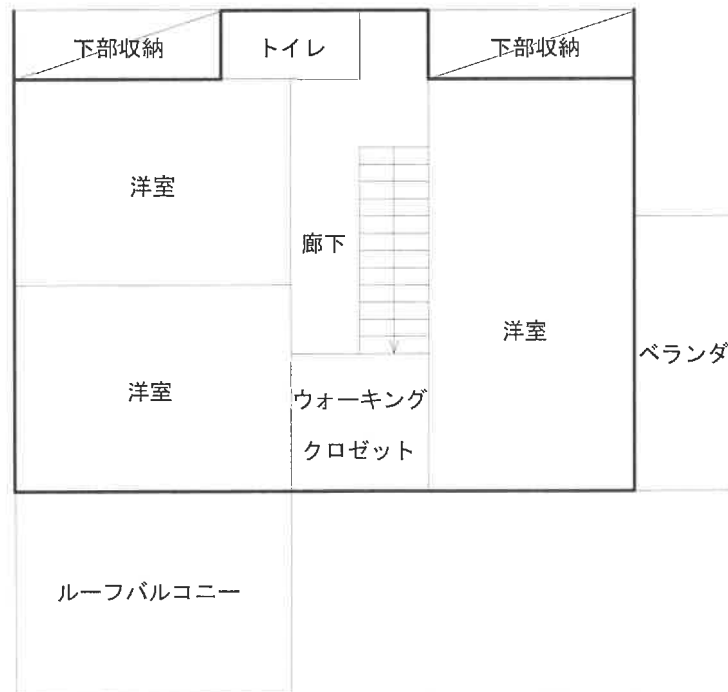 下部収納
トイレ
下部収納
洋室
廊下
洋室
ベランダ
洋室
ウォーキング
クロゼット
ルーフバルコニー